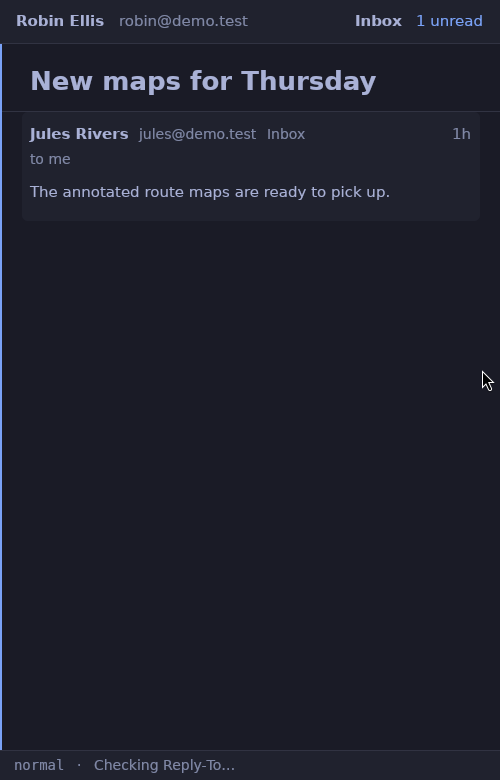 Robin Ellis robin@demo.test Inbox 1 unread
New maps for Thursday
Jules Rivers jules@demo.test Inbox 1h
to me
The annotated route maps are ready to pick up.
normal · Checking Reply-To…